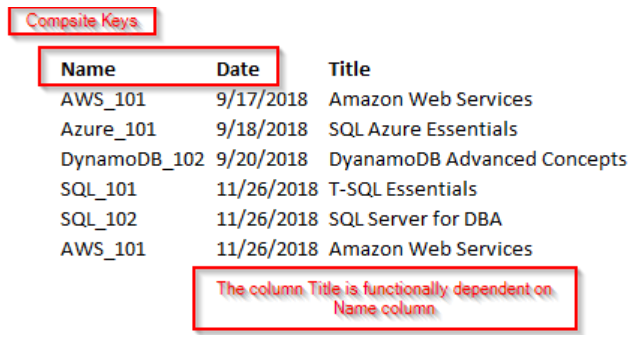 Compsite Keys
Name Date Title
AWS_101 9/17/2018 Amazon Web Services
Azure_101 9/18/2018 SQL Azure Essentials
DynamoDB_102 9/20/2018 DyanamoDB Advanced Concepts
SQL_101 11/26/2018 T-SQL Essentials
SQL_102 11/26/2018 SQL Server for DBA
AWS_101 11/26/2018 Amazon Web Services
The column Title is functionally dependent on
Name column